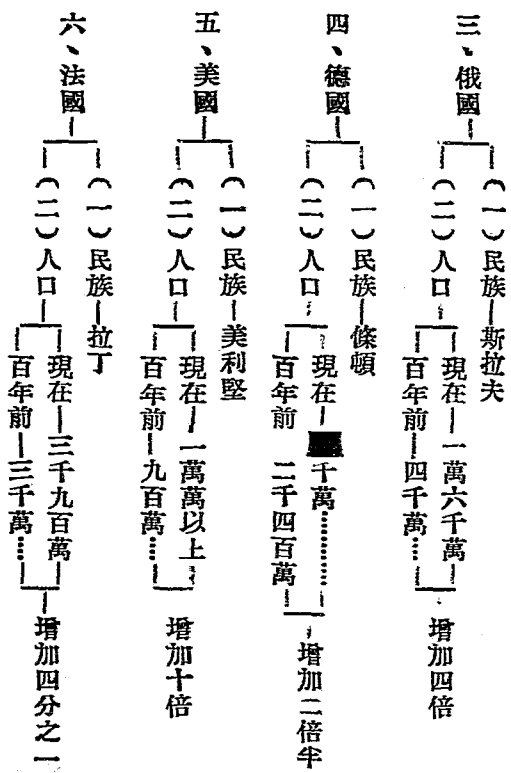 三、俄國
(一)民族—斯拉夫
(二)人口
現在—一萬六千萬
百年前—四千萬……
增加四倍
四、德國
(一)民族—條頓
(二)人口
現在—千萬…………
百年前 二千四百萬
增加二倍半
五、美國
(一)民族—美利堅
(二)人口
現在—一萬萬以上
百年前—九百萬……
增加十倍
六、法國
(一)民族—拉丁
(二)人口
現在—三千九百萬
百年前—三千萬……
增加四分之一